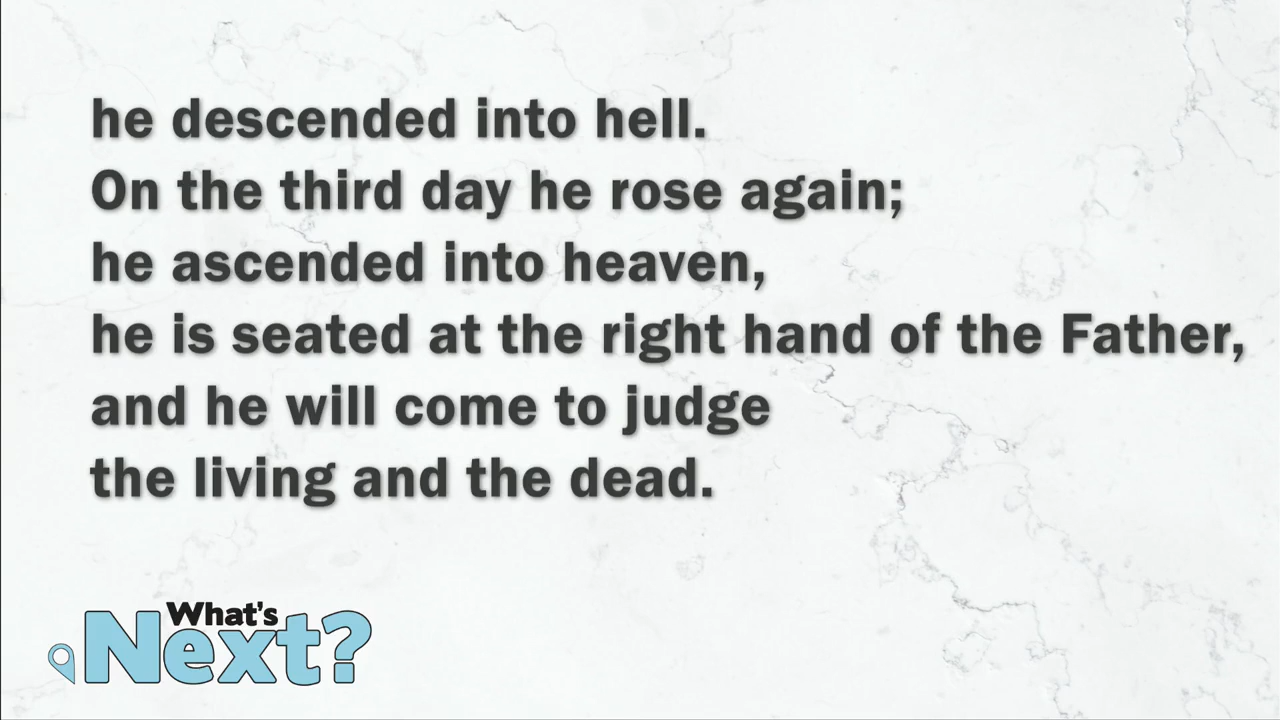 he descended into hell.
On the third day he rose again;
he ascended into heaven,
he is seated at the right hand of the Father,
and he will come to judge
the living and the dead.
What's
Next?